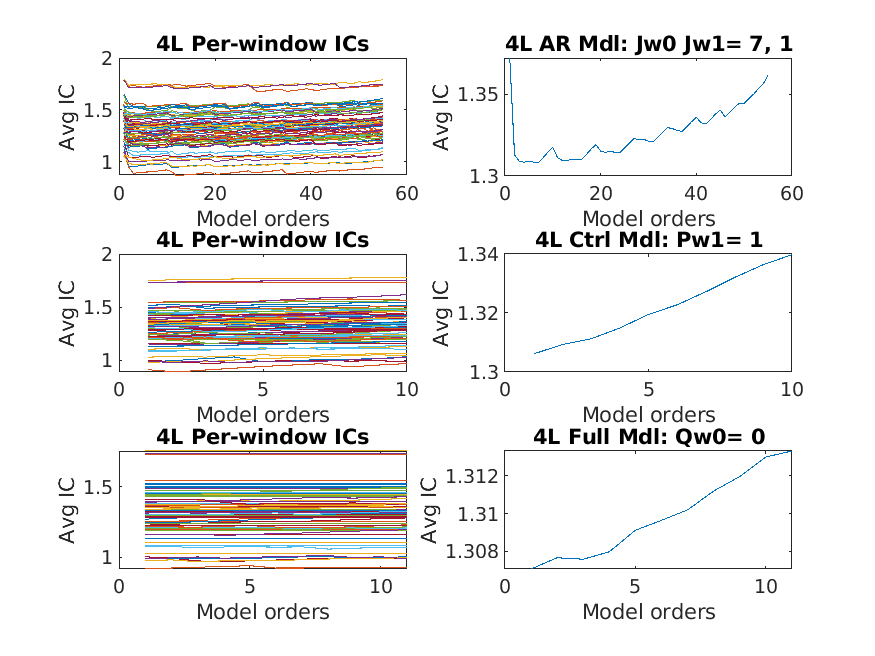 4L Per-window ICs
Avg IC
2
1.5
1
0
20
40
60
Model orders
4L AR Mdl: Jw0 Jw1= 7, 1
Avg IC
1.35
1.3
0
20
40
60
Model orders
4L Per-window ICs
Avg IC
2
1.5
1
0
5
10
Model orders
4L Ctrl Mdl: Pw1= 1
Avg IC
1.34
1.32
1.3
0
5
10
Model orders
4L Per-window ICs
Avg IC
1.5
1
0
5
10
Model orders
4L Full Mdl: Qw0= 0
Avg IC
1.312
1.31
1.308
0
5
10
Model orders